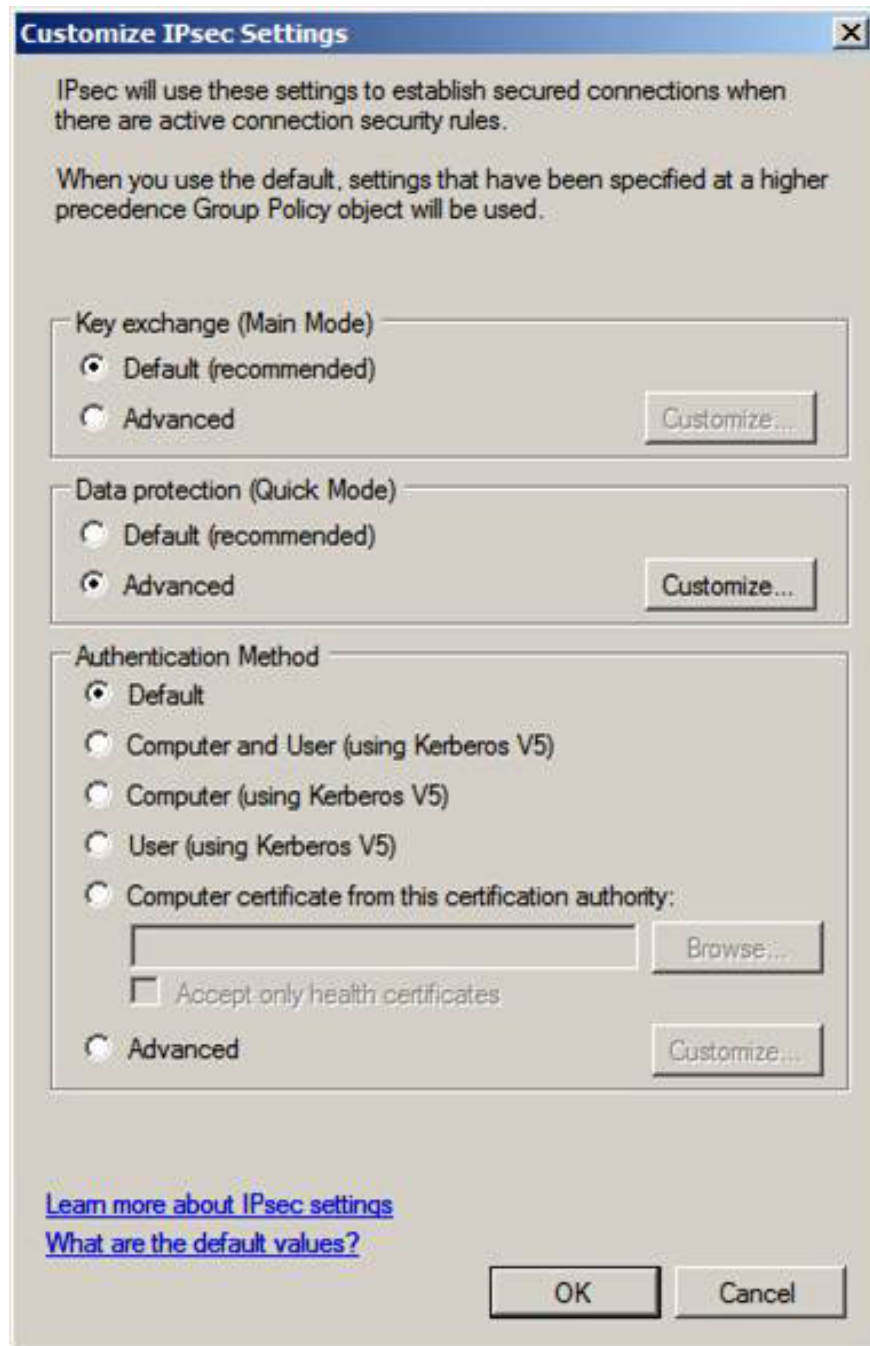 Customize IPsec Settings
IPsec will use these settings to establish secured connections when
there are active connection security rules.
When you use the default, settings that have been specified at a higher
precedence Group Policy object will be used.
Key exchange (Main Mode)
Default (recommended)
Advanced
Customize...
Data protection (Quick Mode)
Default (recommended)
Advanced
Customize...
Authentication Method
Default
Computer and User (using Kerberos V5)
Computer (using Kerberos V5)
User (using Kerberos V5)
Computer certificate from this certification authority:
Browse...
Accept only health certificates
Advanced
Customize...
Learn more about IPsec settings
What are the default values?
OK
Cancel